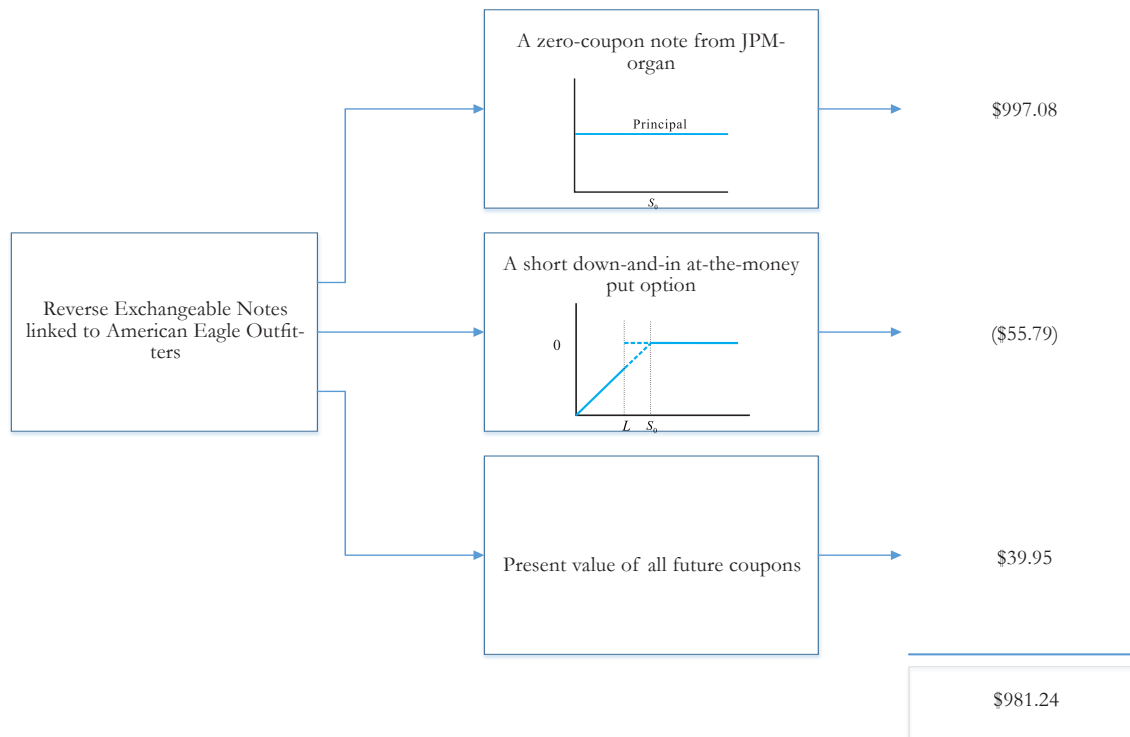 A zero-coupon note from JPM-
organ
Principal
S₀
$997.08
Reverse Exchangeable Notes
linked to American Eagle Outfit-
ters
A short down-and-in at-the-money
put option
0
L S₀
($55.79)
Present value of all future coupons
$39.95
$981.24